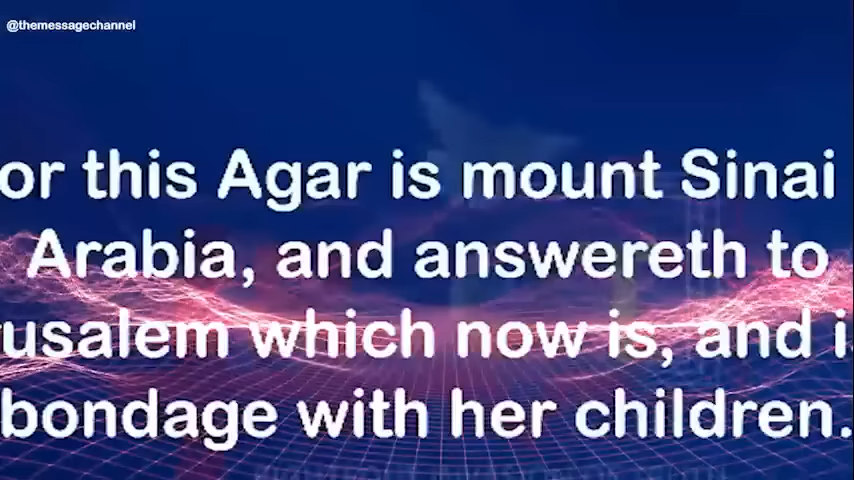 @themessagechannel
or this Agar is mount Sinai
Arabia, and answereth to
usalem which now is, and i
bondage with her children.